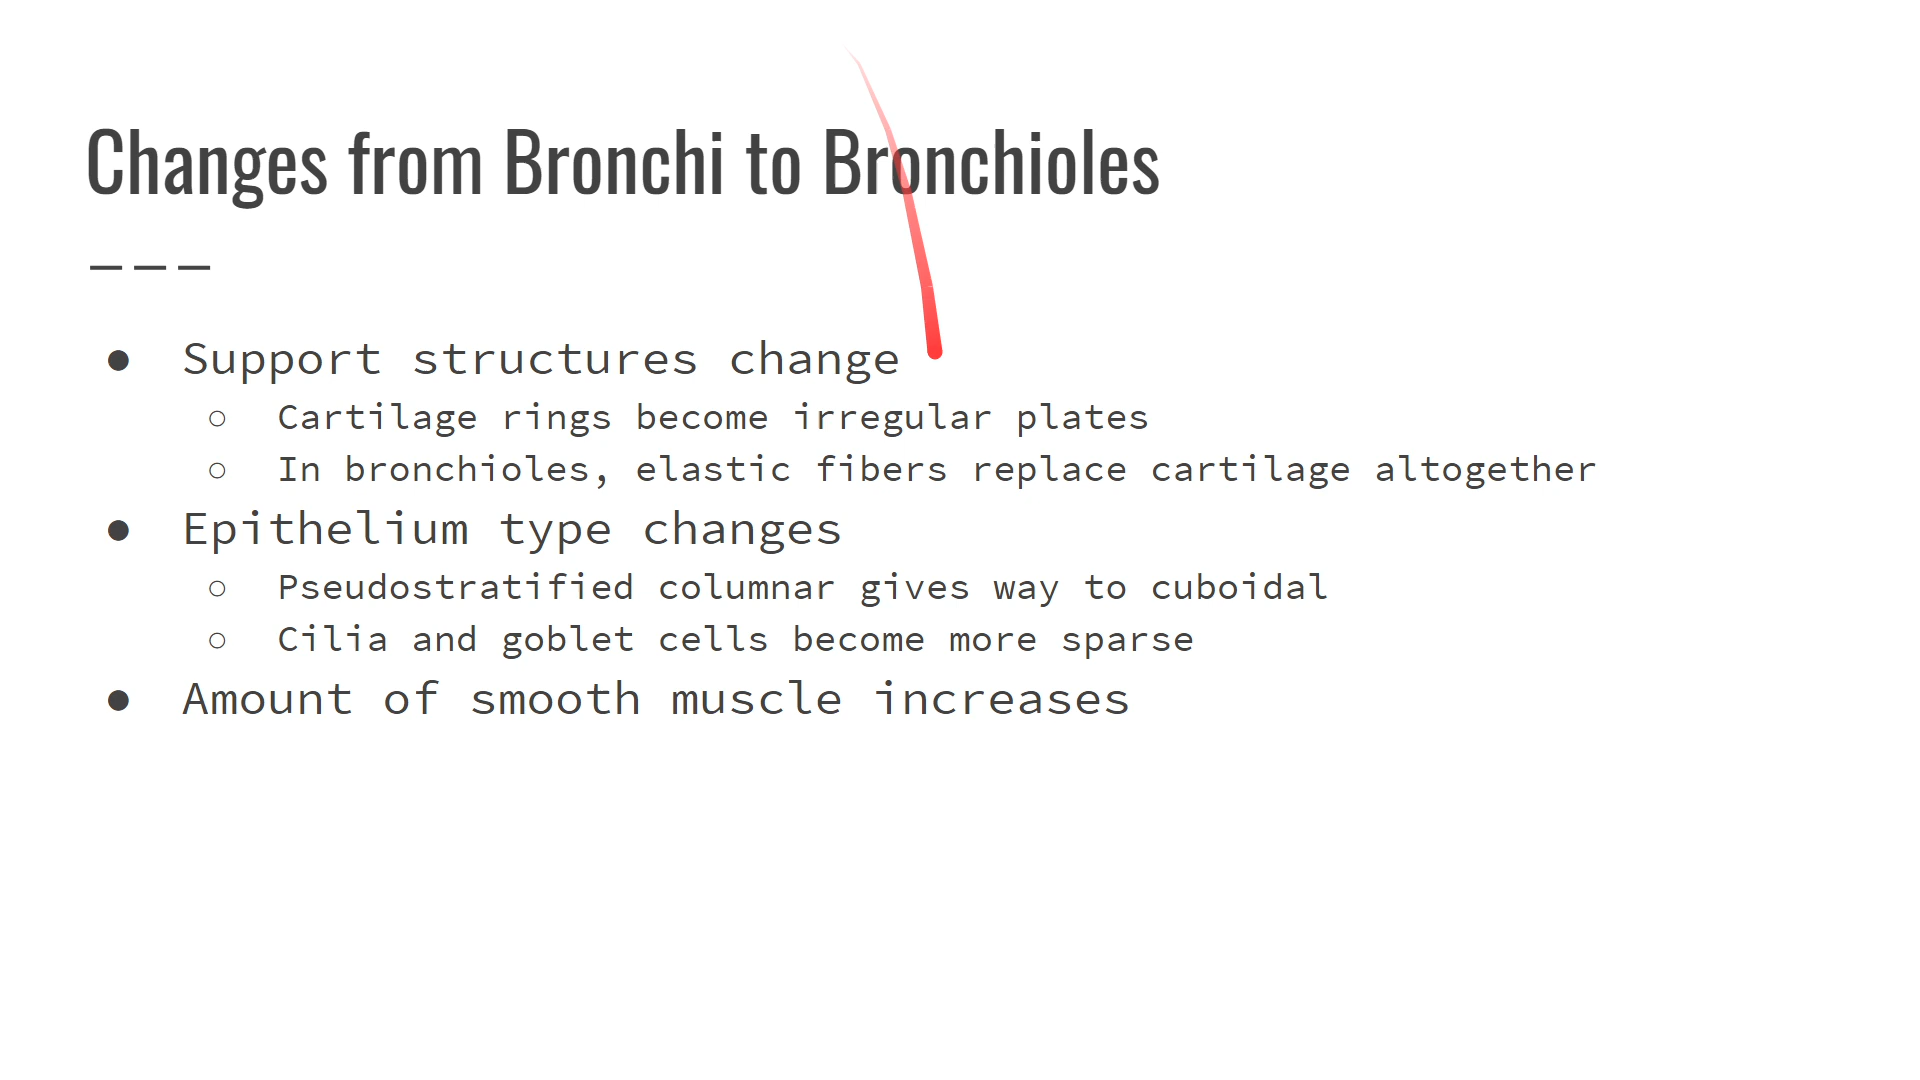 Changes from Bronchi to Bronchioles
● Support structures change
○ Cartilage rings become irregular plates
○ In bronchioles, elastic fibers replace cartilage altogether
● Epithelium type changes
○ Pseudostratified columnar gives way to cuboidal
○ Cilia and goblet cells become more sparse
● Amount of smooth muscle increases